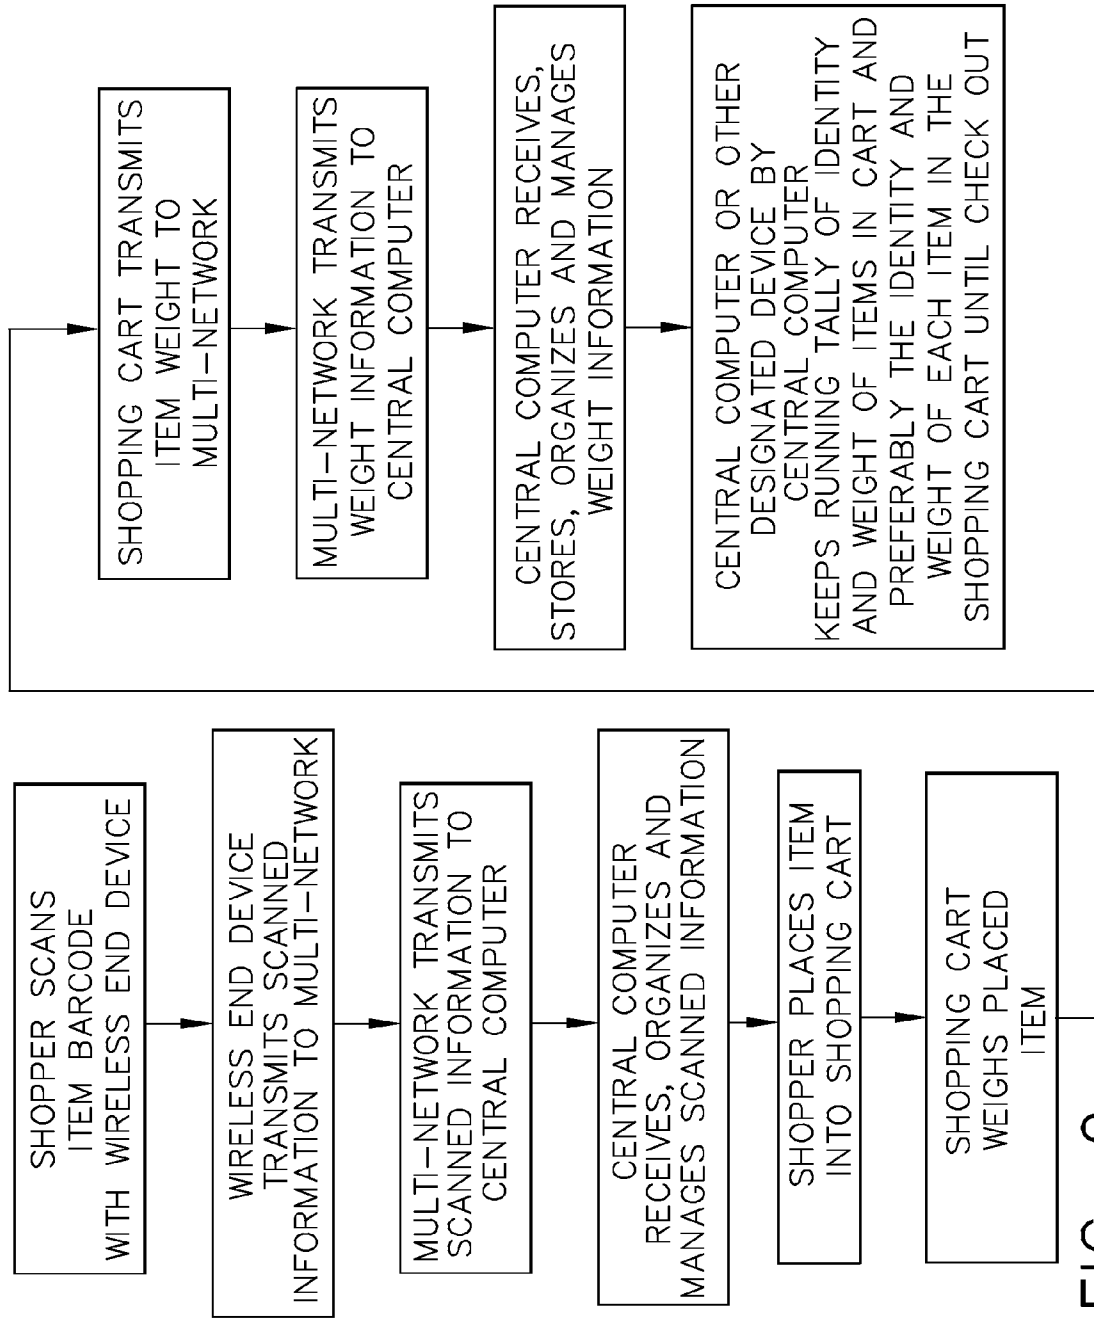 SHOPPER SCANS
ITEM BARCODE
WITH WIRELESS END DEVICE
WIRELESS END DEVICE
TRANSMITS SCANNED
INFORMATION TO MULTI-NETWORK
MULTI-NETWORK TRANSMITS
SCANNED INFORMATION TO
CENTRAL COMPUTER
CENTRAL COMPUTER
RECEIVES, ORGANIZES AND
MANAGES SCANNED INFORMATION
SHOPPER PLACES ITEM
INTO SHOPPING CART
SHOPPING CART
WEIGHS PLACED
ITEM
SHOPPING CART TRANSMITS
ITEM WEIGHT TO
MULTI-NETWORK
MULTI-NETWORK TRANSMITS
WEIGHT INFORMATION TO
CENTRAL COMPUTER
CENTRAL COMPUTER RECEIVES,
STORES, ORGANIZES AND MANAGES
WEIGHT INFORMATION
CENTRAL COMPUTER OR OTHER
DESIGNATED DEVICE BY
CENTRAL COMPUTER
KEEPS RUNNING TALLY OF IDENTITY
AND WEIGHT OF ITEMS IN CART AND
PREFERABLY THE IDENTITY AND
WEIGHT OF EACH ITEM IN THE
SHOPPING CART UNTIL CHECK OUT